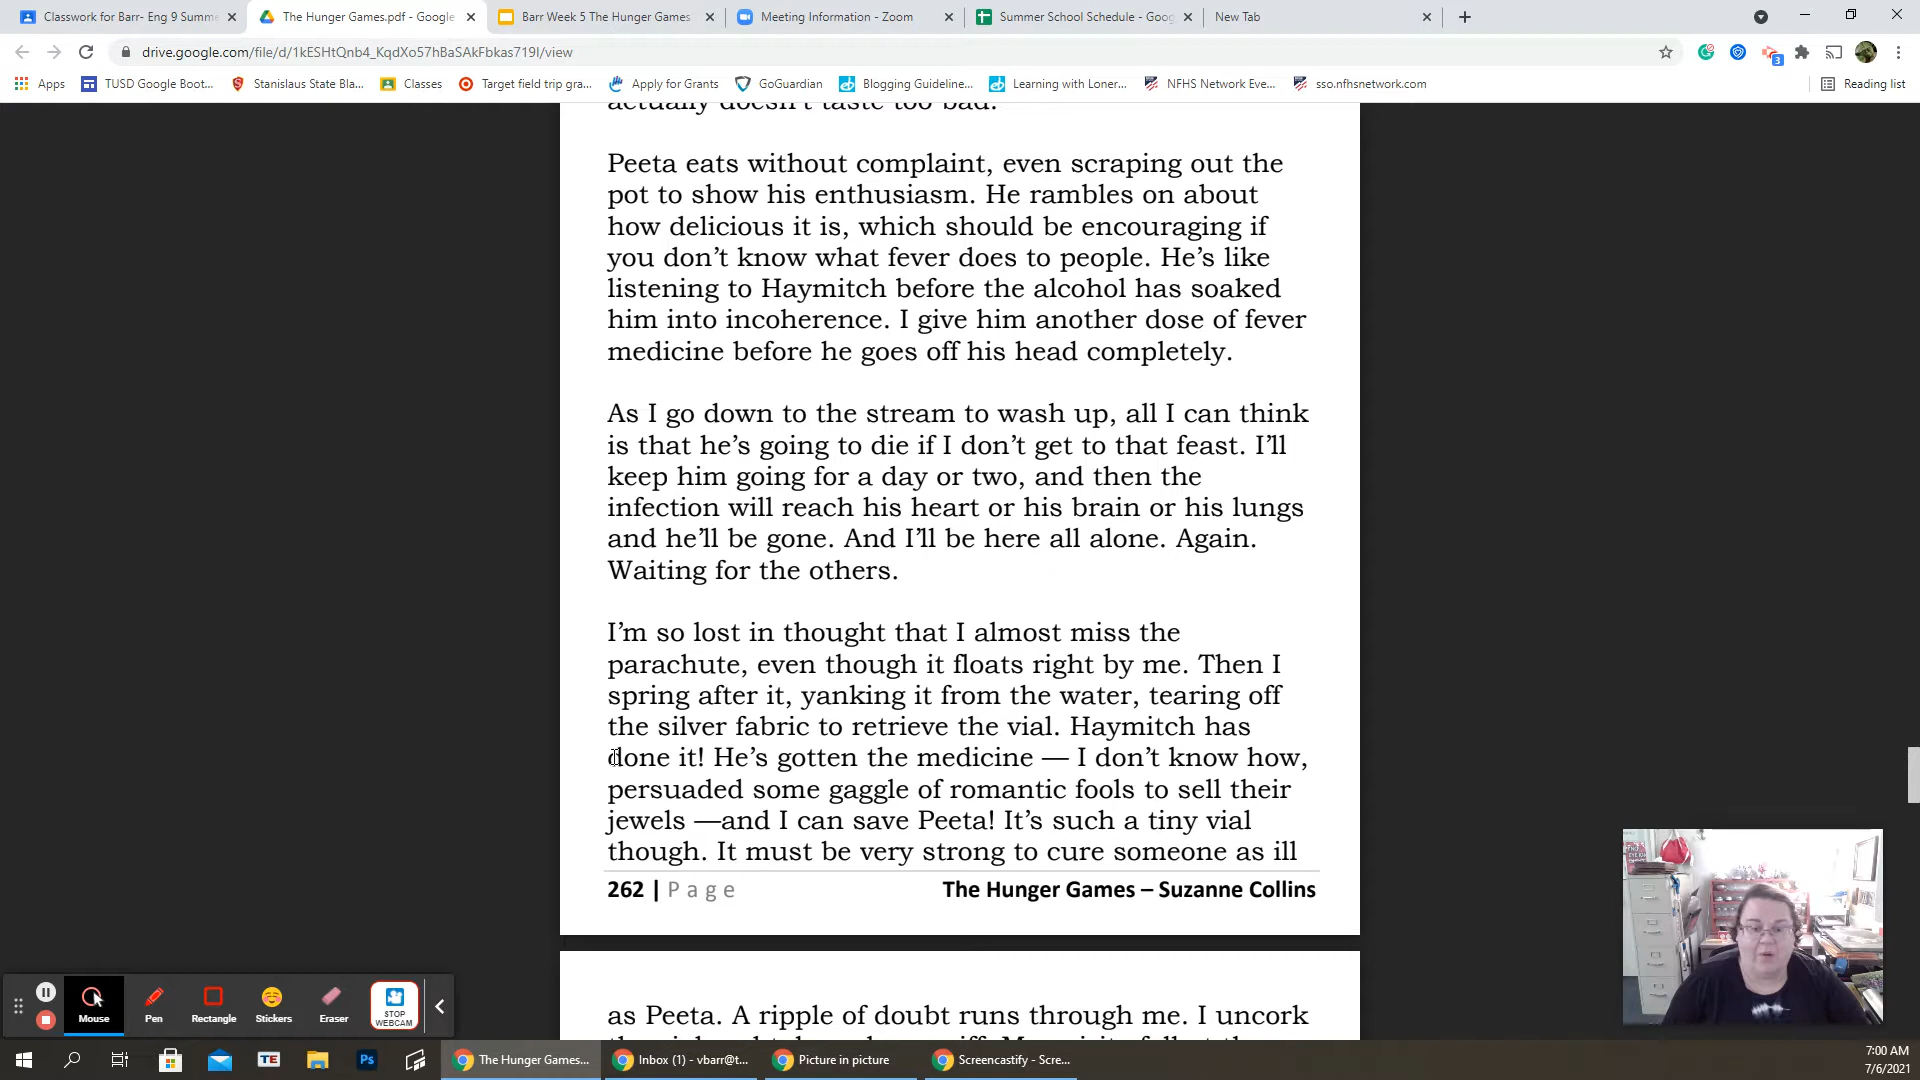 Classwork for Barr- Eng 9 Summe
The Hunger Games.pdf - Google
Barr Week 5 The Hunger Games
Meeting Information - Zoom
Summer School Schedule - Goog
New Tab
drive.google.com/file/d/1kESHtQnb4_KqdXo57hBaSAkFbkas719I/view
3
Apps
TUSD Google Boot...
Stanislaus State Bla...
Classes
Target field trip gra...
Apply for Grants
GoGuardian
Blogging Guideline...
Learning with Loner...
NFHS Network Eve...
sso.nfhsnetwork.com
Reading list
actually doesn't taste too bad.
Peeta eats without complaint, even scraping out the
pot to show his enthusiasm. He rambles on about
how delicious it is, which should be encouraging if
you don’t know what fever does to people. He’s like
listening to Haymitch before the alcohol has soaked
him into incoherence. I give him another dose of fever
medicine before he goes off his head completely.
As I go down to the stream to wash up, all I can think
is that he’s going to die if I don’t get to that feast. I’ll
keep him going for a day or two, and then the
infection will reach his heart or his brain or his lungs
and he’ll be gone. And I’ll be here all alone. Again.
Waiting for the others.
I’m so lost in thought that I almost miss the
parachute, even though it floats right by me. Then I
spring after it, yanking it from the water, tearing off
the silver fabric to retrieve the vial. Haymitch has
done it! He’s gotten the medicine — I don’t know how,
persuaded some gaggle of romantic fools to sell their
jewels —and I can save Peeta! It’s such a tiny vial
though. It must be very strong to cure someone as ill
262 | Page
The Hunger Games – Suzanne Collins
as Peeta. A ripple of doubt runs through me. I uncork
Mouse
Pen
Rectangle
Stickers
Eraser
STOP
WEBCAM
TE
Ps
The Hunger Games...
Inbox (1) - vbarr@t...
Picture in picture
Screencastify - Scre...
7:00 AM
7/6/2021